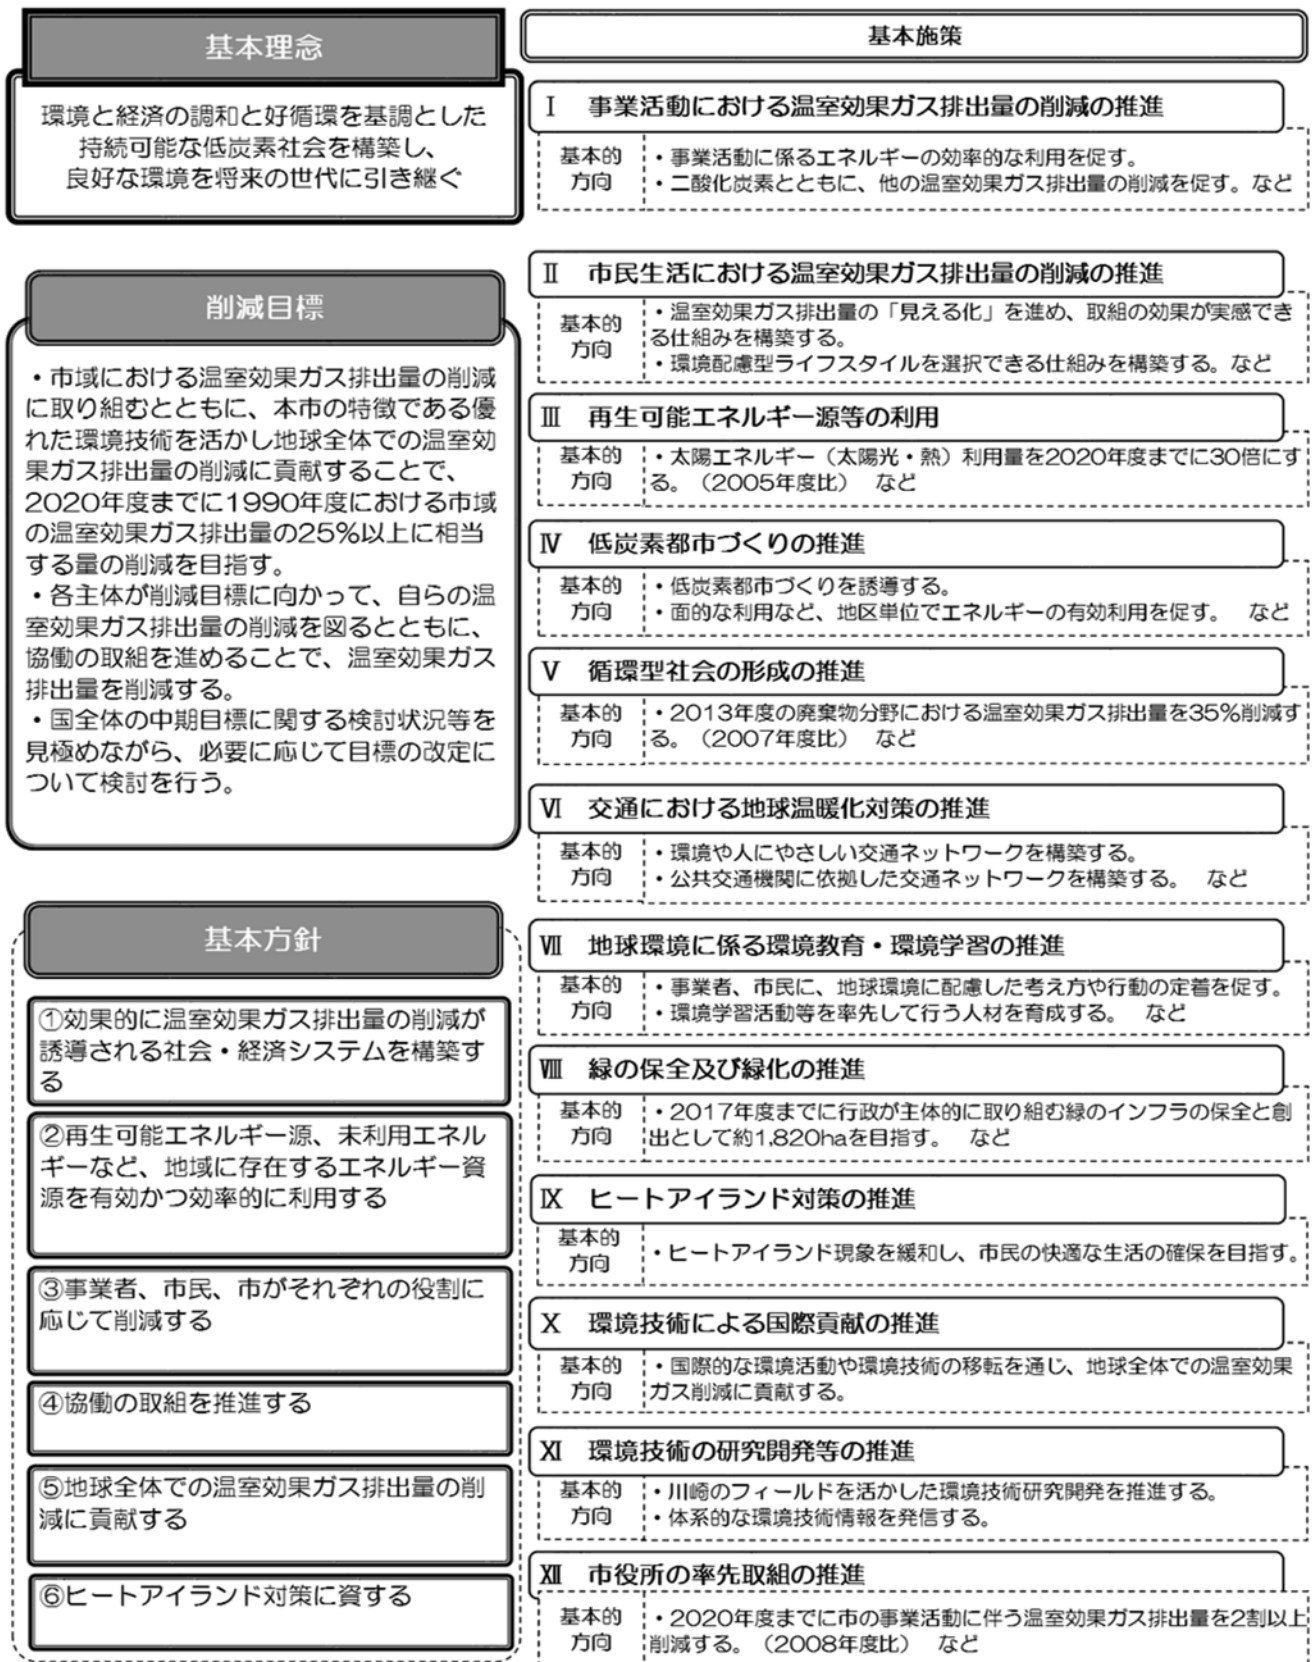 基本理念
環境と経済の調和と好循環を基調とした
持続可能な低炭素社会を構築し、
良好な環境を将来の世代に引き継ぐ
削減目標
・市域における温室効果ガス排出量の削減
に取り組むとともに、本市の特徴である優
れた環境技術を活かし地球全体での温室効
果ガス排出量の削減に貢献することで、
2020年度までに1990年度における市域
の温室効果ガス排出量の25%以上に相当
する量の削減を目指す。
・各主体が削減目標に向かって、自らの温
室効果ガス排出量の削減を図るとともに、
協働の取組を進めることで、温室効果ガス
排出量を削減する。
・国全体の中期目標に関する検討状況等を
見極めながら、必要に応じて目標の改定に
ついて検討を行う。
基本方針
①効果的に温室効果ガス排出量の削減が
誘導される社会・経済システムを構築す
る
②再生可能エネルギー源、未利用エネル
ギーなど、地域に存在するエネルギー資
源を有効かつ効率的に利用する
③事業者、市民、市がそれぞれの役割に
応じて削減する
④協働の取組を推進する
⑤地球全体での温室効果ガス排出量の削
減に貢献する
⑥ヒートアイランド対策に資する
基本施策
Ⅰ 事業活動における温室効果ガス排出量の削減の推進
基本的
方向
・事業活動に係るエネルギーの効率的な利用を促す。
・二酸化炭素とともに、他の温室効果ガス排出量の削減を促す。など
Ⅱ 市民生活における温室効果ガス排出量の削減の推進
基本的
方向
・温室効果ガス排出量の「見える化」を進め、取組の効果が実感でき
る仕組みを構築する。
・環境配慮型ライフスタイルを選択できる仕組みを構築する。など
Ⅲ 再生可能エネルギー源等の利用
基本的
方向
・太陽エネルギー(太陽光・熱)利用量を2020年度までに30倍にす
る。(2005年度比) など
Ⅳ 低炭素都市づくりの推進
基本的
方向
・低炭素都市づくりを誘導する。
・面的な利用など、地区単位でエネルギーの有効利用を促す。 など
Ⅴ 循環型社会の形成の推進
基本的
方向
・2013年度の廃棄物分野における温室効果ガス排出量を35%削減す
る。(2007年度比) など
Ⅵ 交通における地球温暖化対策の推進
基本的
方向
・環境や人にやさしい交通ネットワークを構築する。
・公共交通機関に依拠した交通ネットワークを構築する。 など
Ⅶ 地球環境に係る環境教育・環境学習の推進
基本的
方向
・事業者、市民に、地球環境に配慮した考え方や行動の定着を促す。
・環境学習活動等を率先して行う人材を育成する。 など
Ⅷ 緑の保全及び緑化の推進
基本的
方向
・2017年度までに行政が主体的に取り組む緑のインフラの保全と創
出として約1,820haを目指す。 など
Ⅸ ヒートアイランド対策の推進
基本的
方向
・ヒートアイランド現象を緩和し、市民の快適な生活の確保を目指す。
Ⅹ 環境技術による国際貢献の推進
基本的
方向
・国際的な環境活動や環境技術の移転を通じ、地球全体での温室効果
ガス削減に貢献する。
Ⅺ 環境技術の研究開発等の推進
基本的
方向
・川崎のフィールドを活かした環境技術研究開発を推進する。
・体系的な環境技術情報を発信する。
Ⅻ 市役所の率先取組の推進
基本的
方向
・2020年度までに市の事業活動に伴う温室効果ガス排出量を2割以上
削減する。(2008年度比) など